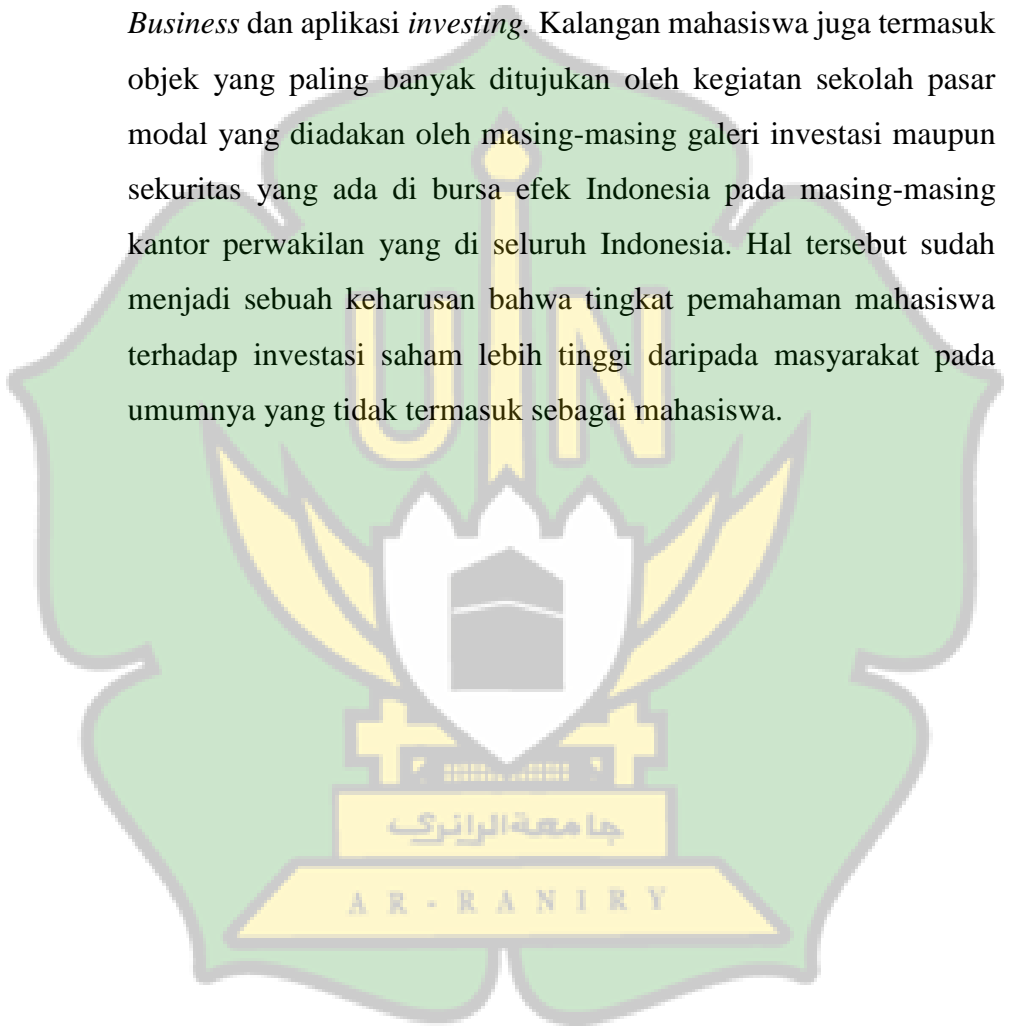 Business dan aplikasi investing. Kalangan mahasiswa juga termasuk
objek yang paling banyak ditujukan oleh kegiatan sekolah pasar
modal yang diadakan oleh masing-masing galeri investasi maupun
sekuritas yang ada di bursa efek Indonesia pada masing-masing
kantor perwakilan yang di seluruh Indonesia. Hal tersebut sudah
menjadi sebuah keharusan bahwa tingkat pemahaman mahasiswa
terhadap investasi saham lebih tinggi daripada masyarakat pada
umumnya yang tidak termasuk sebagai mahasiswa.
UIN
جامعة الرانري
AR-RANIRY